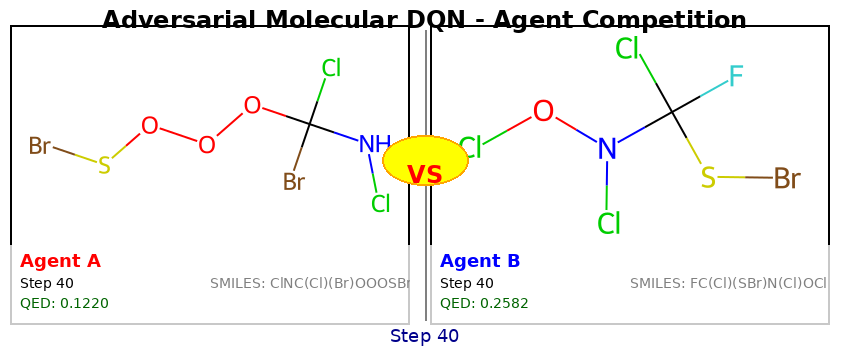 Adversarial Molecular DQN - Agent Competition
Br
S
O
O
O
Cl
Br
NH
Cl
VS
Cl
O
N
Cl
Cl
F
S
Br
Agent A
Step 40
SMILES: ClNC(Cl)(Br)OOOSBr
QED: 0.1220
Agent B
Step 40
SMILES: FC(Cl)(SBr)N(Cl)OCl
QED: 0.2582
Step 40